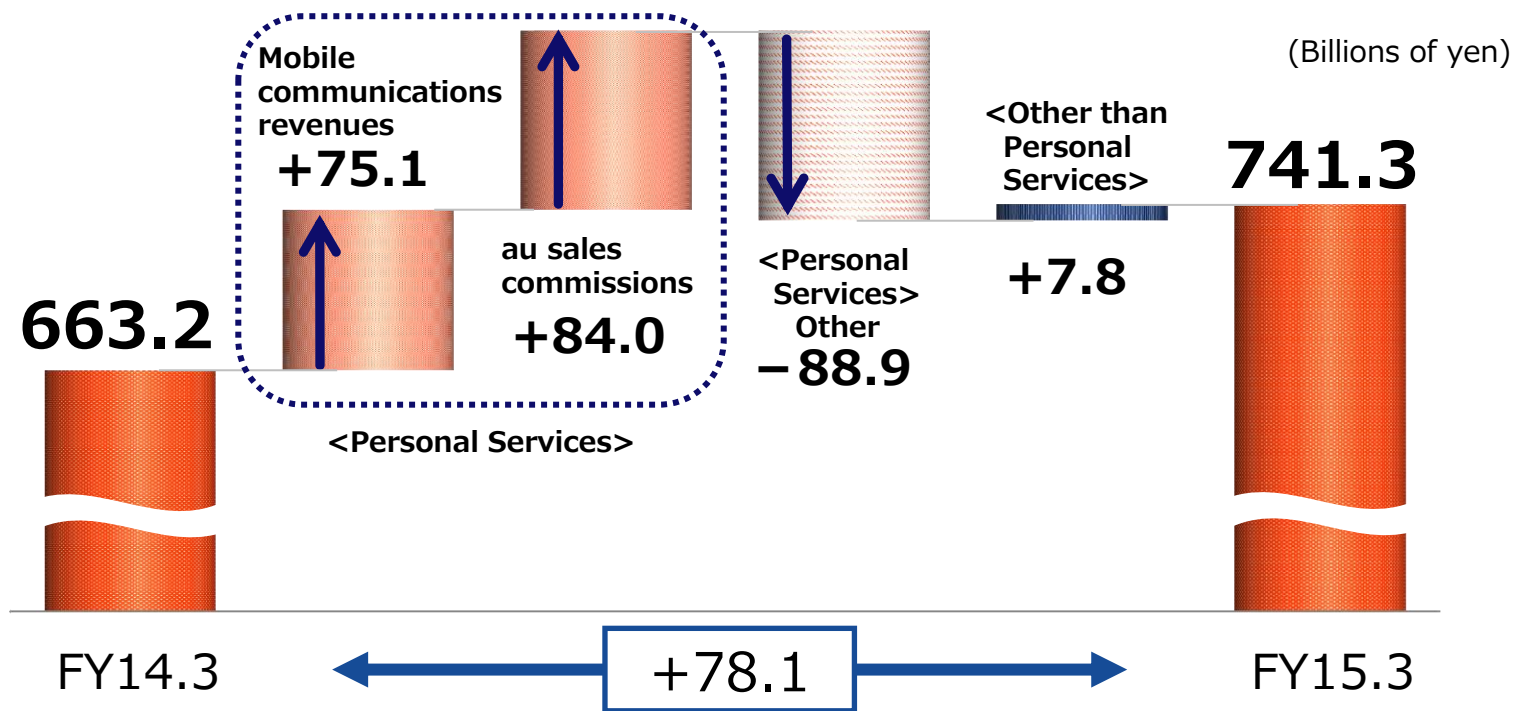 (Billions of yen)
Mobile
communications
revenues
+75.1
<Other than
Personal
Services>
741.3
au sales
commissions
+84.0
<Personal
Services>
Other
−88.9
+7.8
663.2
<Personal Services>
FY14.3
+78.1
FY15.3